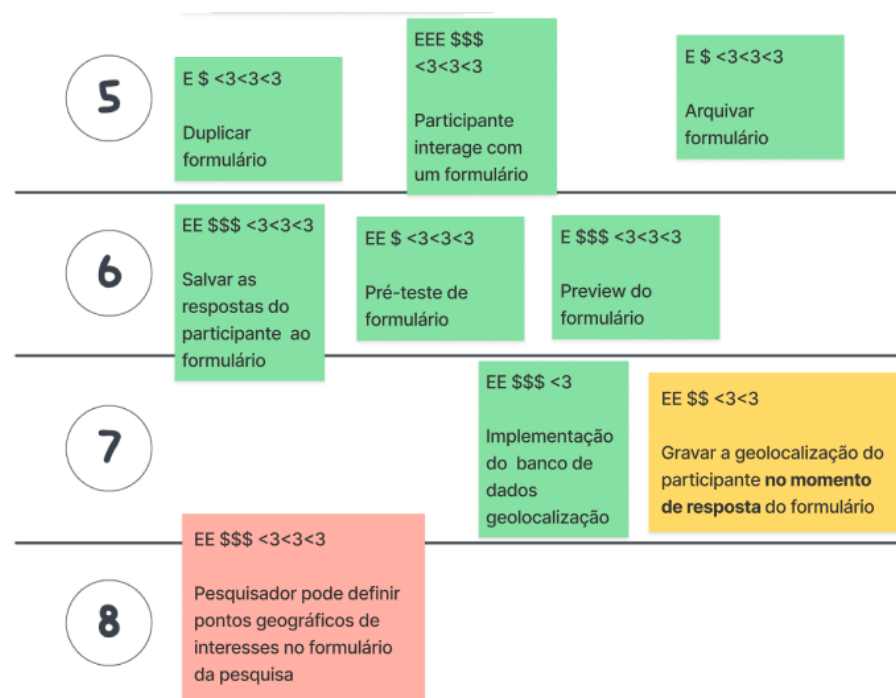 5
E $ <3<3<3
Duplicar
formulário
EEE $$$
<3<3<3
Participante
interage com
um formulário
E $ <3<3<3
Arquivar
formulário
6
EE $$$ <3<3<3
Salvar as
respostas do
participante ao
formulário
EE $ <3<3<3
Pré-teste de
formulário
E $$$ <3<3<3
Preview do
formulário
7
EE $$$ <3
Implementação
do banco de
dados
geolocalização
EE $$ <3<3
Gravar a geolocalização do
participante no momento
de resposta do formulário
8
EE $$$ <3<3<3
Pesquisador pode definir
pontos geográficos de
interesses no formulário
da pesquisa